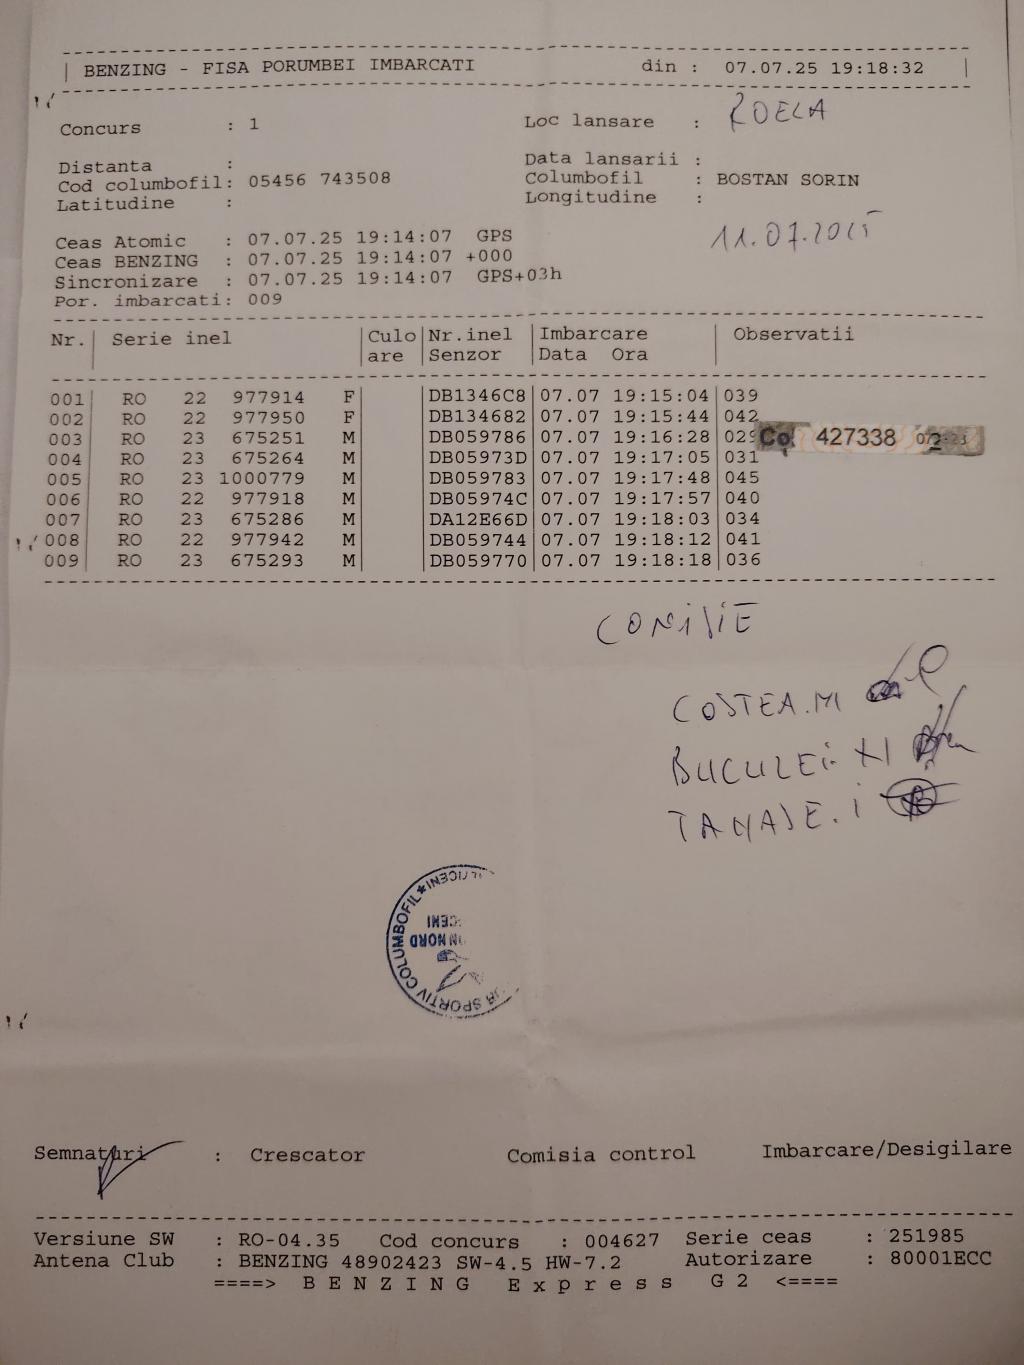 BENZING - FISA PORUMBEI IMBARCATI din : 07.07.25 19:18:32
Concurs : 1 Loc lansare : ROELA
Distanta : Data lansarii :
Cod columbofil: 05456 743508 Columbofil : BOSTAN SORIN
Latitudine : Longitudine :
11.07.2025
Ceas Atomic : 07.07.25 19:14:07 GPS
Ceas BENZING : 07.07.25 19:14:07 +000
Sincronizare : 07.07.25 19:14:07 GPS+03h
Por. imbarcati: 009
Nr. Serie inel Culo Nr.inel Imbarcare Observatii
are Senzor Data Ora
001 RO 22 977914 F DB1346C8 07.07 19:15:04 039
002 RO 22 977950 F DB134682 07.07 19:15:44 042
003 RO 23 675251 M DB059786 07.07 19:16:28 029 427338
004 RO 23 675264 M DB05973D 07.07 19:17:05 031
005 RO 23 1000779 M DB059783 07.07 19:17:48 045
006 RO 22 977918 M DB05974C 07.07 19:17:57 040
007 RO 23 675286 M DA12E66D 07.07 19:18:03 034
008 RO 22 977942 M DB059744 07.07 19:18:12 041
009 RO 23 675293 M DB059770 07.07 19:18:18 036
COMISIE
COSTEA.M
BUCULEI
TANASE.i
SPORTIV COLUMBOFIL
NORD
Semnaturi : Crescator Comisia control Imbarcare/Desigilare
Versiune SW : RO-04.35 Cod concurs : 004627 Serie ceas : 251985
Antena Club : BENZING 48902423 SW-4.5 HW-7.2 Autorizare : 80001ECC
====> B E N Z I N G E x p r e s s G 2 <====